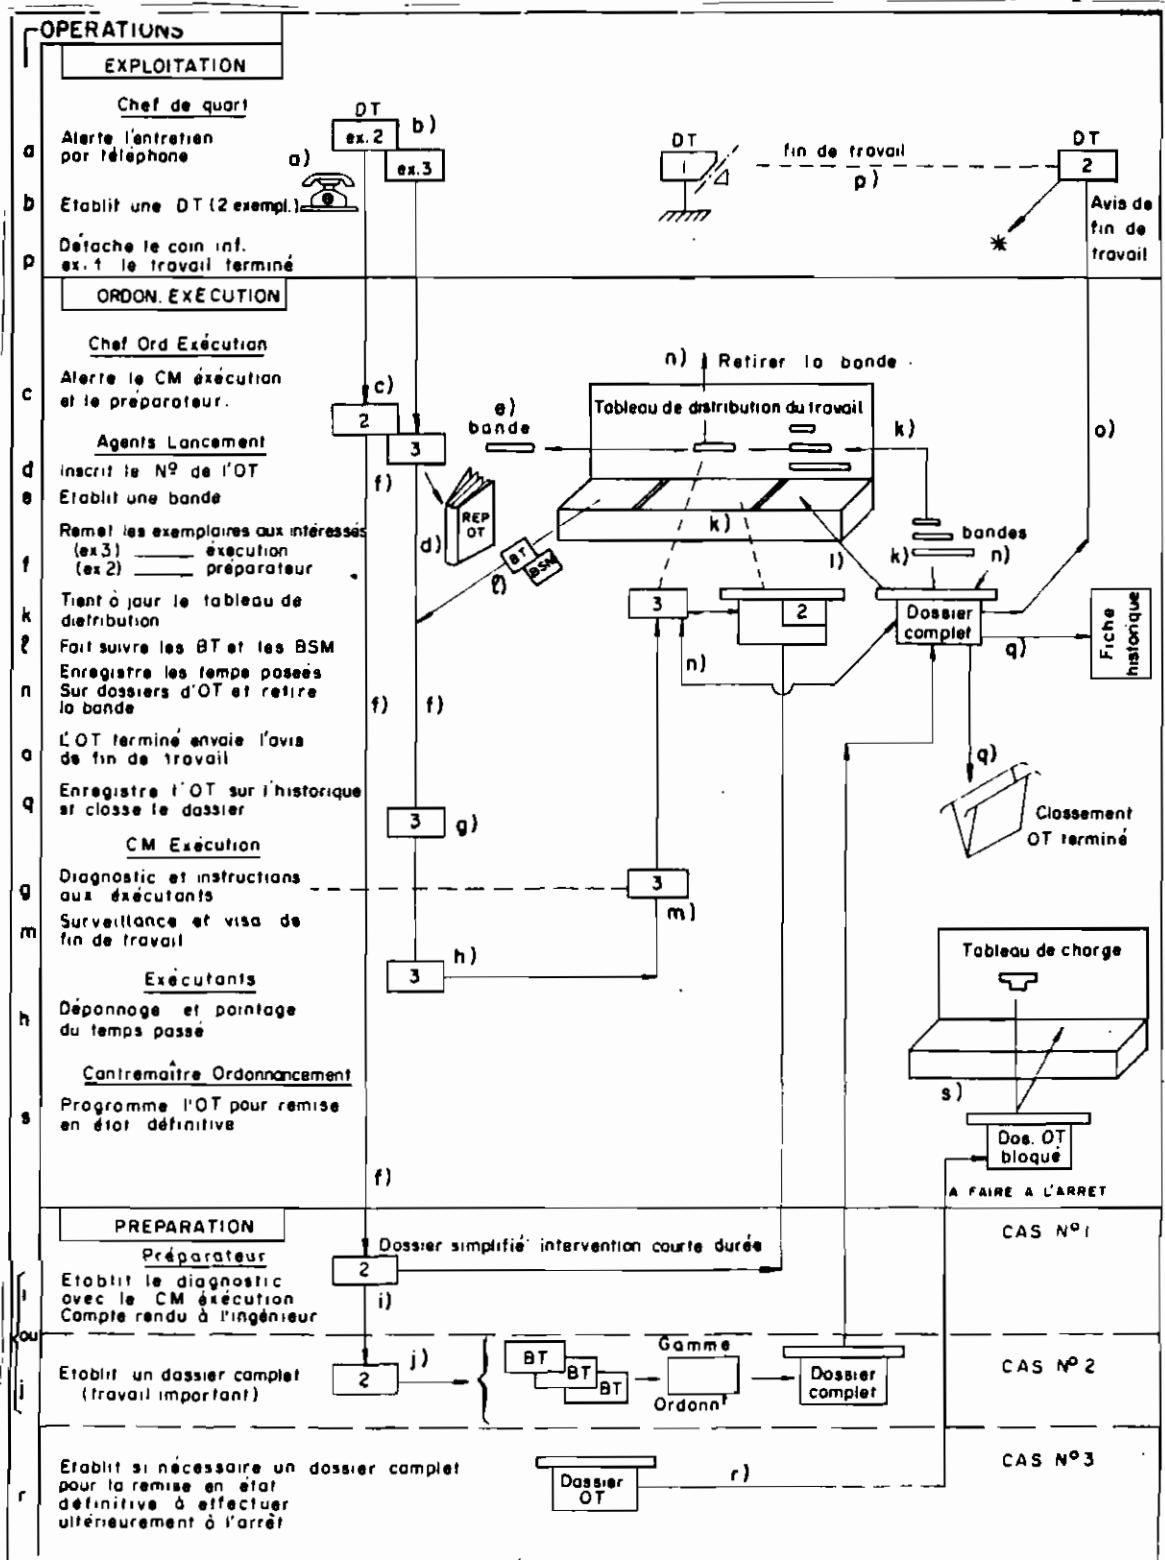 OPERATIONS
EXPLOITATION
Chef de quart
a Alerte l'entretien
par téléphone
b Etablit une DT (2 exempl.)
p Détache le coin inf.
ex. 1 le travail terminé
a)
DT
ex. 2
b)
ex. 3
DT
1
fin de travail
p)
DT
2
Avis de
fin de
travail
ORDON. EXÉCUTION
Chef Ord Exécution
c Alerte le CM éxécution
et le préparateur.
Agents Lancement
d inscrit le Nº de l'OT
e Etablit une bande
Remet les exemplaires aux intéressés
f (ex 3) ____ éxecution
(ex 2) ____ préparateur
k Tient à jour le tableau de
distribution
ℓ Fait suivre les BT et les BSM
Enregistre les temps posées
n Sur dossiers d'OT et retire
la bande
o L'OT terminé envoie l'avis
de fin de travail
q Enregistre l'OT sur l'historique
et classe le dossier
CM Exécution
g Diagnostic et instructions
aux éxécutants
m Surveillance et visa de
fin de travail
Exécutants
h Dépannage et pointage
du temps passé
Contremaître Ordonnancement
s Programme l'OT pour remise
en état définitive
c)
2
3
f)
d)
REP
OT
e)
bande
n) Retirer la bande
Tableau de distribution du travail
k)
k)
o)
bandes
k)
n)
l)
BT
BSM
ℓ)
3
2
Dossier
complet
n)
q)
Fiche
historique
f)
f)
q)
Classement
OT terminé
3
g)
3
m)
3
h)
Tableau de charge
s)
Dos. OT
bloqué
A FAIRE A L'ARRET
f)
PREPARATION
Préparateur
i Etablit le diagnostic
avec le CM éxécution
Compte rendu à l'ingénieur
2
Dossier simplifié intervention courte durée
i)
CAS Nº 1
ou
j Etablit un dossier complet
(travail important)
2
j)
BT
BT
BT
Gamme
Ordonnt
Dossier
complet
CAS Nº 2
r Etablit si nécessaire un dossier complet
pour la remise en état
définitive à effectuer
ultérieurement à l'arrèt
Dossier
OT
r)
CAS Nº 3